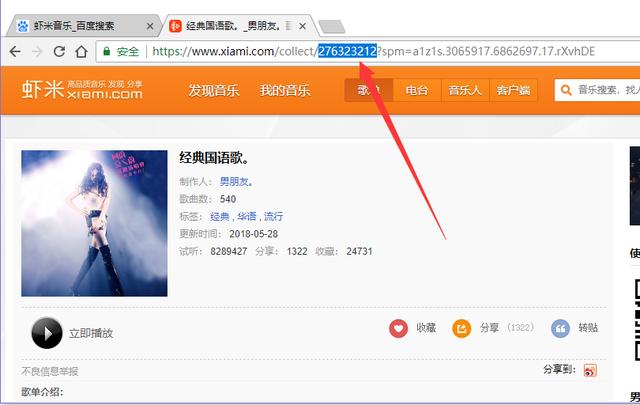 虾米音乐_百度搜索
经典国语歌。_男朋友。
安全 https://www.xiami.com/collect/276323212?spm=a1z1s.3065917.6862697.17.rXvhDE
虾米 高品质音乐 发现 分享
xiami.com
发现音乐 我的音乐 歌单 电台 音乐人 客户端 音乐搜索，找人
经典国语歌。
制作人： 男朋友。
歌曲数： 540
标签： 经典 , 华语 , 流行
更新时间： 2018-05-28
试听： 8289427 分享： 1322 收藏： 24731
立即播放 收藏 分享 （1322） 转贴
不良信息举报 分享到：
歌单介绍：
使
男